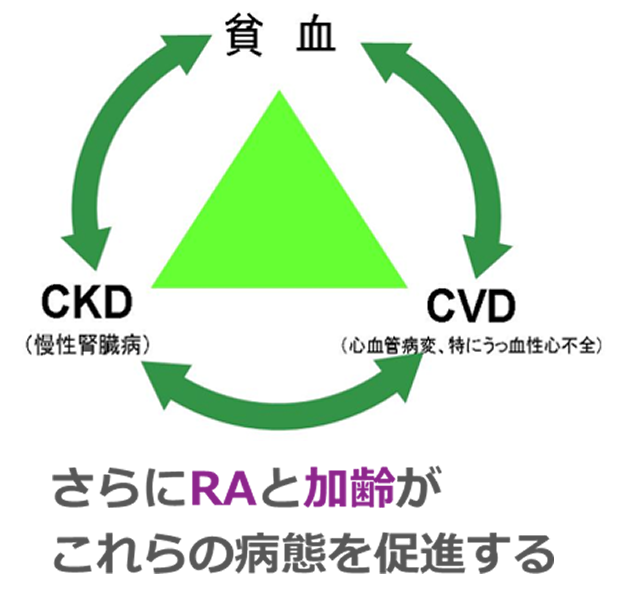 貧 血
CKD
(慢性腎臓病)
CVD
(心血管病変、特にうっ血性心不全)
さらにRAと加齢が
これらの病態を促進する